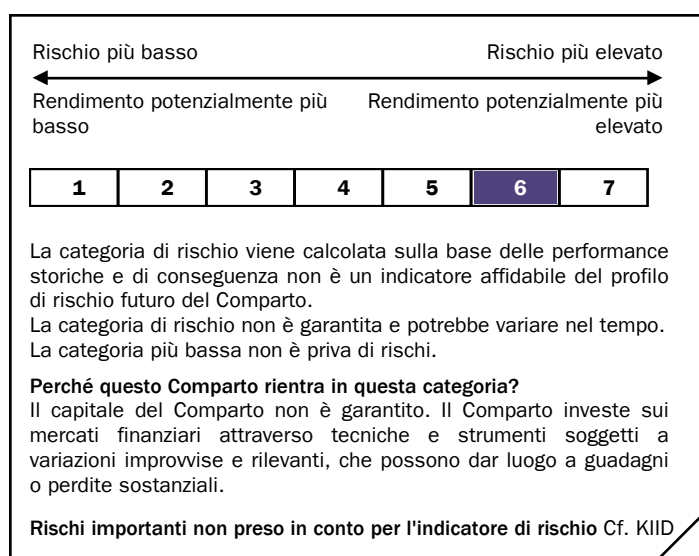 Rischio più basso Rischio più elevato
Rendimento potenzialmente più Rendimento potenzialmente più
basso elevato
1 2 3 4 5 6 7
La categoria di rischio viene calcolata sulla base delle performance
storiche e di conseguenza non è un indicatore affidabile del profilo
di rischio futuro del Comparto.
La categoria di rischio non è garantita e potrebbe variare nel tempo.
La categoria più bassa non è priva di rischi.
Perché questo Comparto rientra in questa categoria?
Il capitale del Comparto non è garantito. Il Comparto investe sui
mercati finanziari attraverso tecniche e strumenti soggetti a
variazioni improvvise e rilevanti, che possono dar luogo a guadagni
o perdite sostanziali.
Rischi importanti non preso in conto per l'indicatore di rischio Cf. KIID